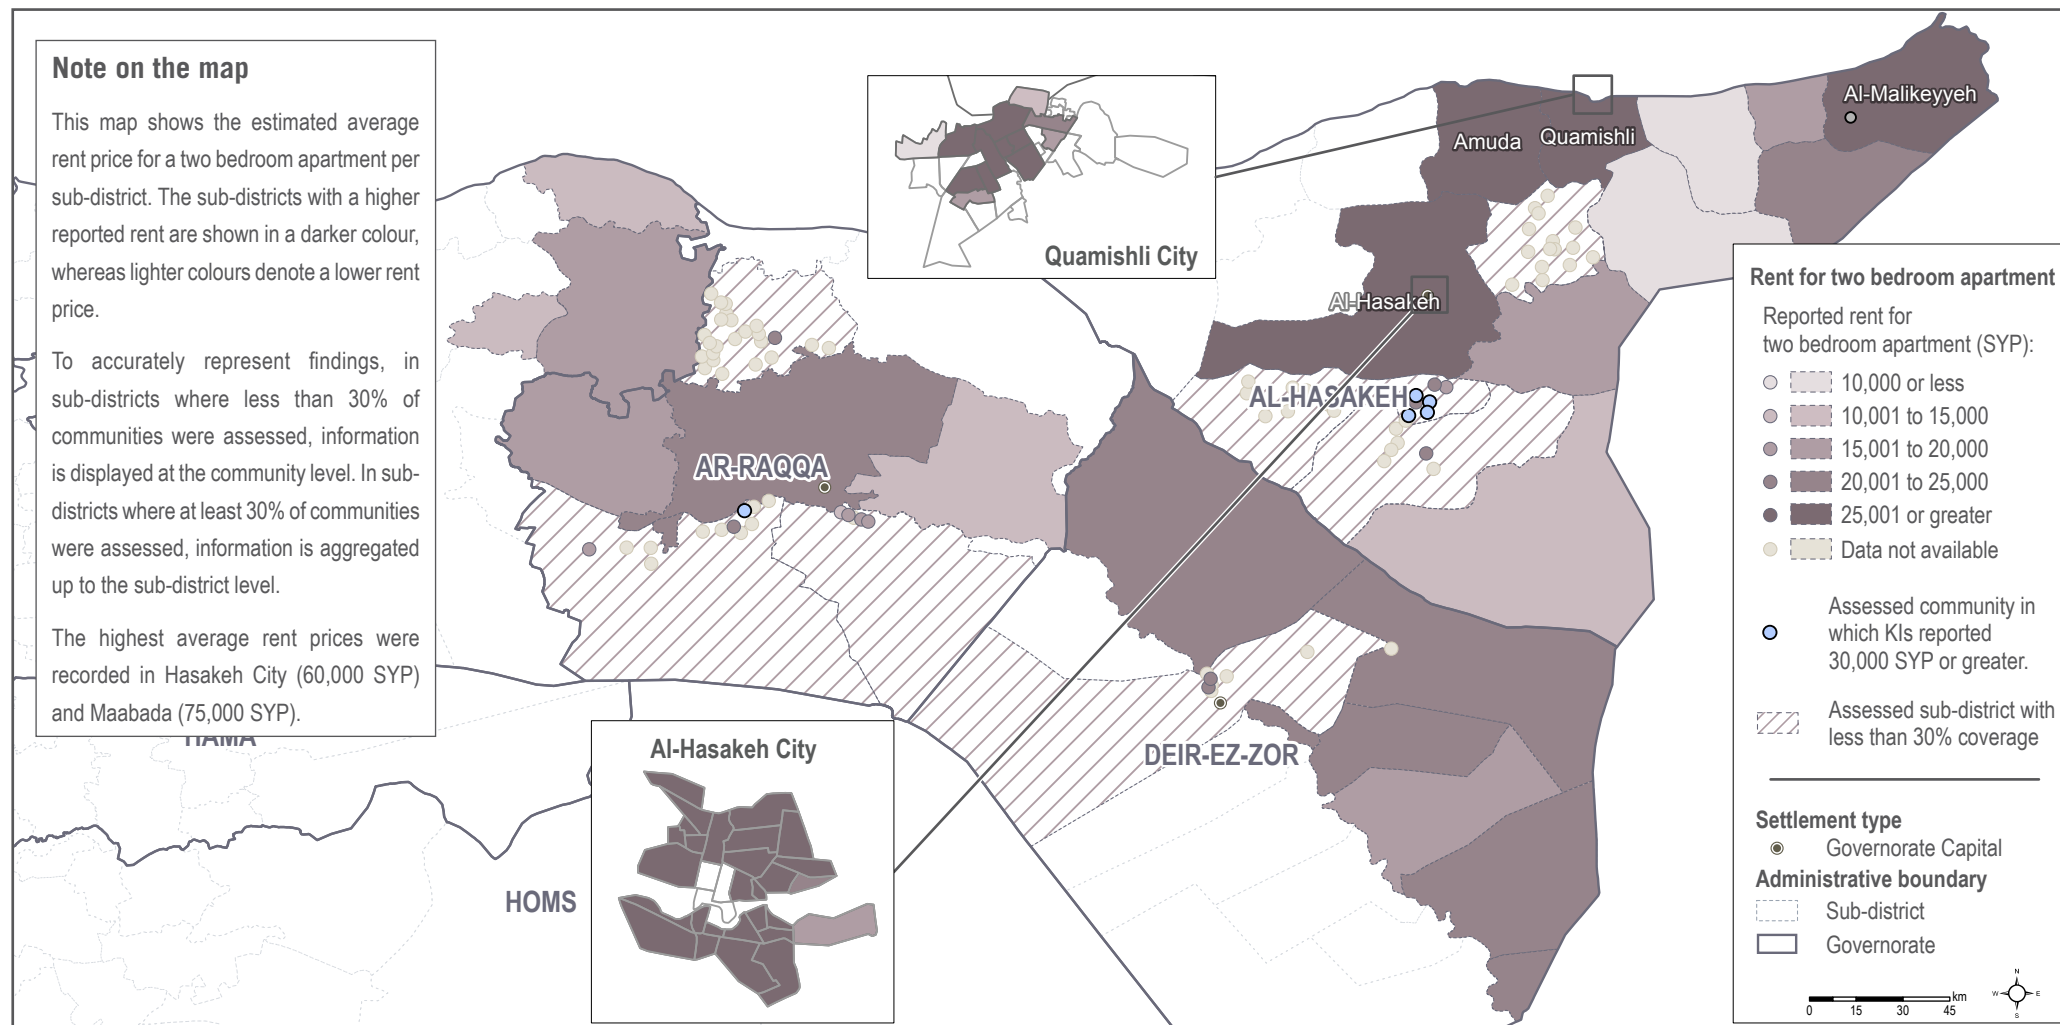 Note on the map
This map shows the estimated average
rent price for a two bedroom apartment per
sub-district. The sub-districts with a higher
reported rent are shown in a darker colour,
whereas lighter colours denote a lower rent
price.
To accurately represent findings, in
sub-districts where less than 30% of
communities were assessed, information
is displayed at the community level. In sub-
districts where at least 30% of communities
were assessed, information is aggregated
up to the sub-district level.
The highest average rent prices were
recorded in Hasakeh City (60,000 SYP)
and Maabada (75,000 SYP).
HAMA
HOMS
AR-RAQQA
Quamishli City
Al-Malikeyyeh
Amuda
Quamishli
Al-Hasakeh
AL-HASAKEH
DEIR-EZ-ZOR
Al-Hasakeh City
Rent for two bedroom apartment
Reported rent for
two bedroom apartment (SYP):
10,000 or less
10,001 to 15,000
15,001 to 20,000
20,001 to 25,000
25,001 or greater
Data not available
Assessed community in
which KIs reported
30,000 SYP or greater.
Assessed sub-district with
less than 30% coverage
Settlement type
Governorate Capital
Administrative boundary
Sub-district
Governorate
km
0 15 30 45
N
W E
S